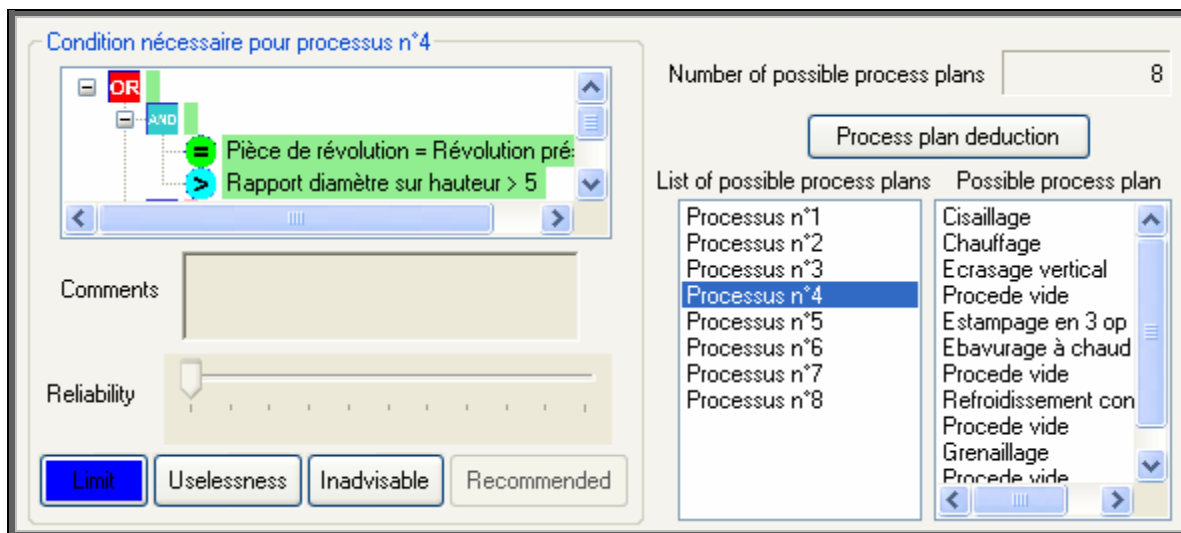 Condition nécessaire pour processus n°4
OR
AND
= Pièce de révolution = Révolution
> Rapport diamètre sur hauteur > 5
Comments
Reliability
Limit Uselessness Inadvisable Recommended
Number of possible process plans 8
Process plan deduction
List of possible process plans
Processus n°1
Processus n°2
Processus n°3
Processus n°4
Processus n°5
Processus n°6
Processus n°7
Processus n°8
Possible process plan
Cisaillage
Chauffage
Ecrasage vertical
Procede vide
Estampage en 3 op
Ebavurage à chaud
Procede vide
Refroidissement con
Procede vide
Grenaillage
Procede vide